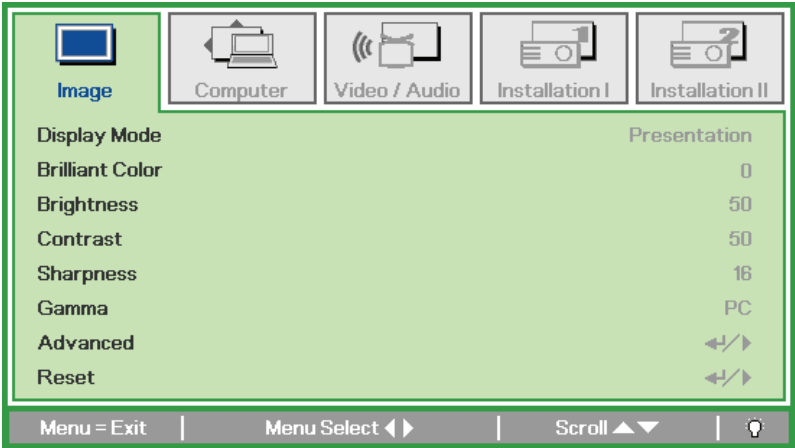 Image Computer Video / Audio Installation I Installation II
Display Mode Presentation
Brilliant Color 0
Brightness 50
Contrast 50
Sharpness 16
Gamma PC
Advanced
Reset
Menu = Exit Menu Select Scroll